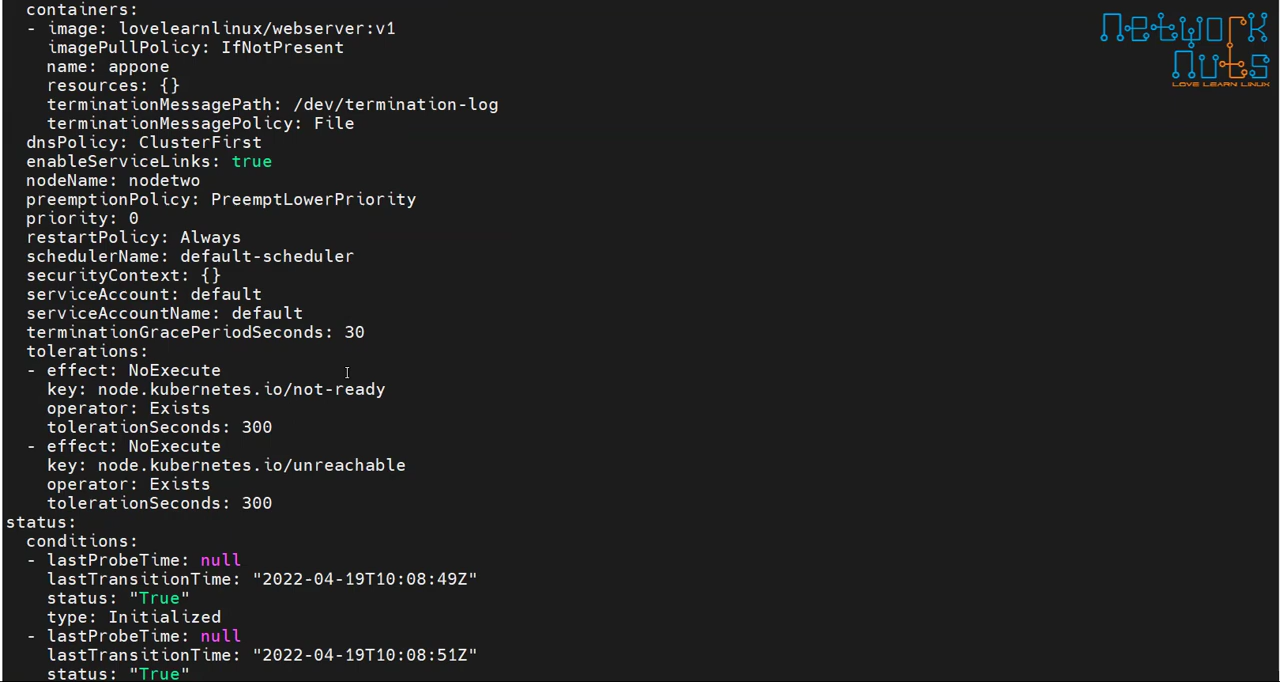 containers:
- image: lovelearnlinux/webserver:v1
imagePullPolicy: IfNotPresent
name: appone
resources: {}
terminationMessagePath: /dev/termination-log
terminationMessagePolicy: File
dnsPolicy: ClusterFirst
enableServiceLinks: true
nodeName: nodetwo
preemptionPolicy: PreemptLowerPriority
priority: 0
restartPolicy: Always
schedulerName: default-scheduler
securityContext: {}
serviceAccount: default
serviceAccountName: default
terminationGracePeriodSeconds: 30
tolerations:
- effect: NoExecute
key: node.kubernetes.io/not-ready
operator: Exists
tolerationSeconds: 300
- effect: NoExecute
key: node.kubernetes.io/unreachable
operator: Exists
tolerationSeconds: 300
status:
conditions:
- lastProbeTime: null
lastTransitionTime: "2022-04-19T10:08:49Z"
status: "True"
type: Initialized
- lastProbeTime: null
lastTransitionTime: "2022-04-19T10:08:51Z"
status: "True"
network
nuts
LOVE LEARN LINUX